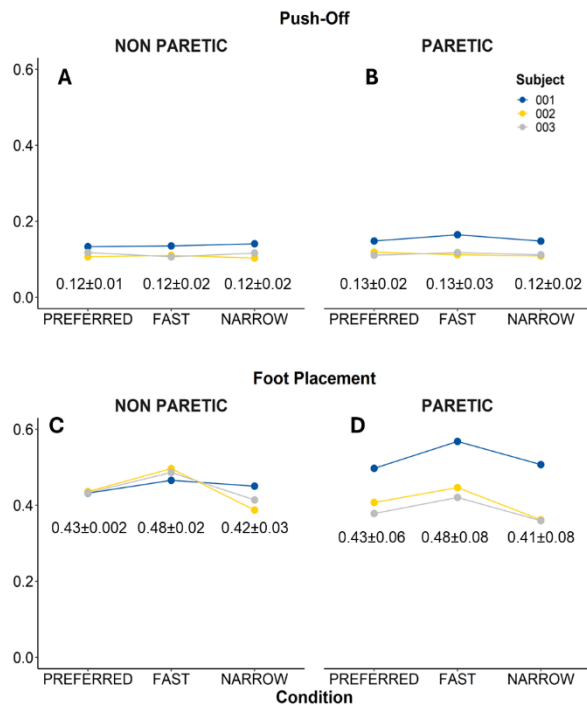 Push-Off
NON PARETIC
PARETIC
A
B
Subject
001
002
003
0.6
0.4
0.2
0.0
0.12±0.01 0.12±0.02 0.12±0.02
0.13±0.02 0.13±0.03 0.12±0.02
PREFERRED FAST NARROW
PREFERRED FAST NARROW
Foot Placement
NON PARETIC
PARETIC
C
D
0.6
0.4
0.2
0.0
0.43±0.002 0.48±0.02 0.42±0.03
0.43±0.06 0.48±0.08 0.41±0.08
PREFERRED FAST NARROW
PREFERRED FAST NARROW
Condition